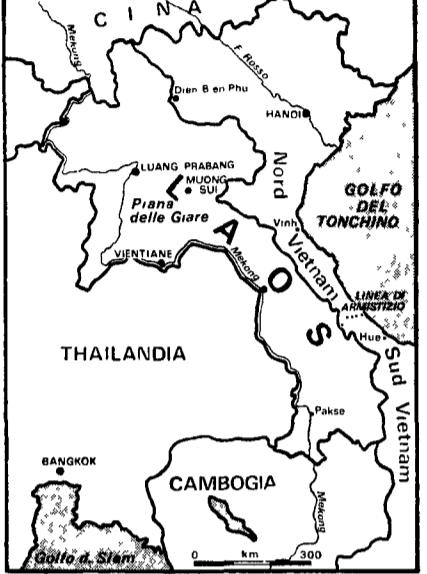 CINA
Mekong
F. Rosso
Dien Bien Phu
HANOI
LUANG PRABANG
MUONG
SUI
Piana
delle Giare
Nord Vietnam
GOLFO
DEL
TONCHINO
Vinh
VIENTIANE
LAOS
Mekong
LINEA DI
ARMISTIZIO
Hue
Sud Vietnam
THAILANDIA
Pakse
BANGKOK
CAMBOGIA
Mekong
Golfo d. Siam
0 km 300